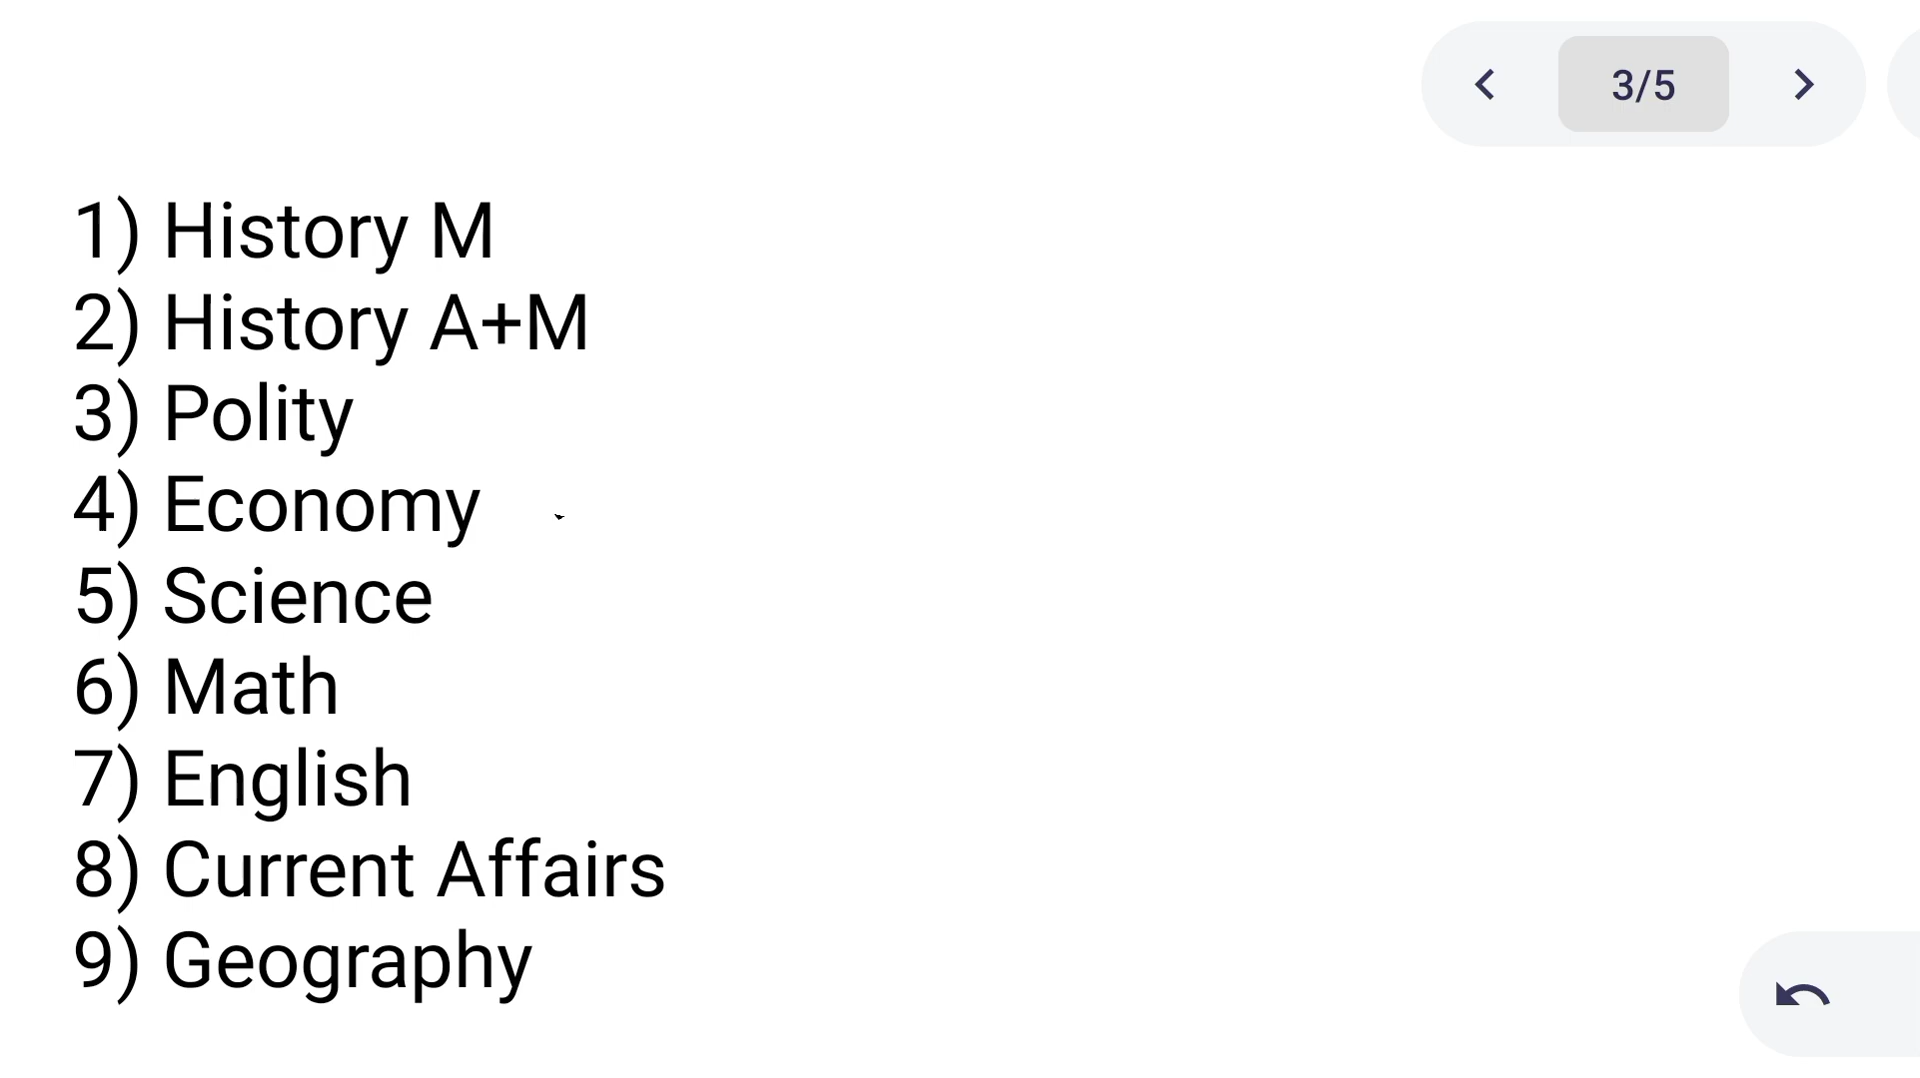 3/5
1) History M
2) History A+M
3) Polity
4) Economy
5) Science
6) Math
7) English
8) Current Affairs
9) Geography